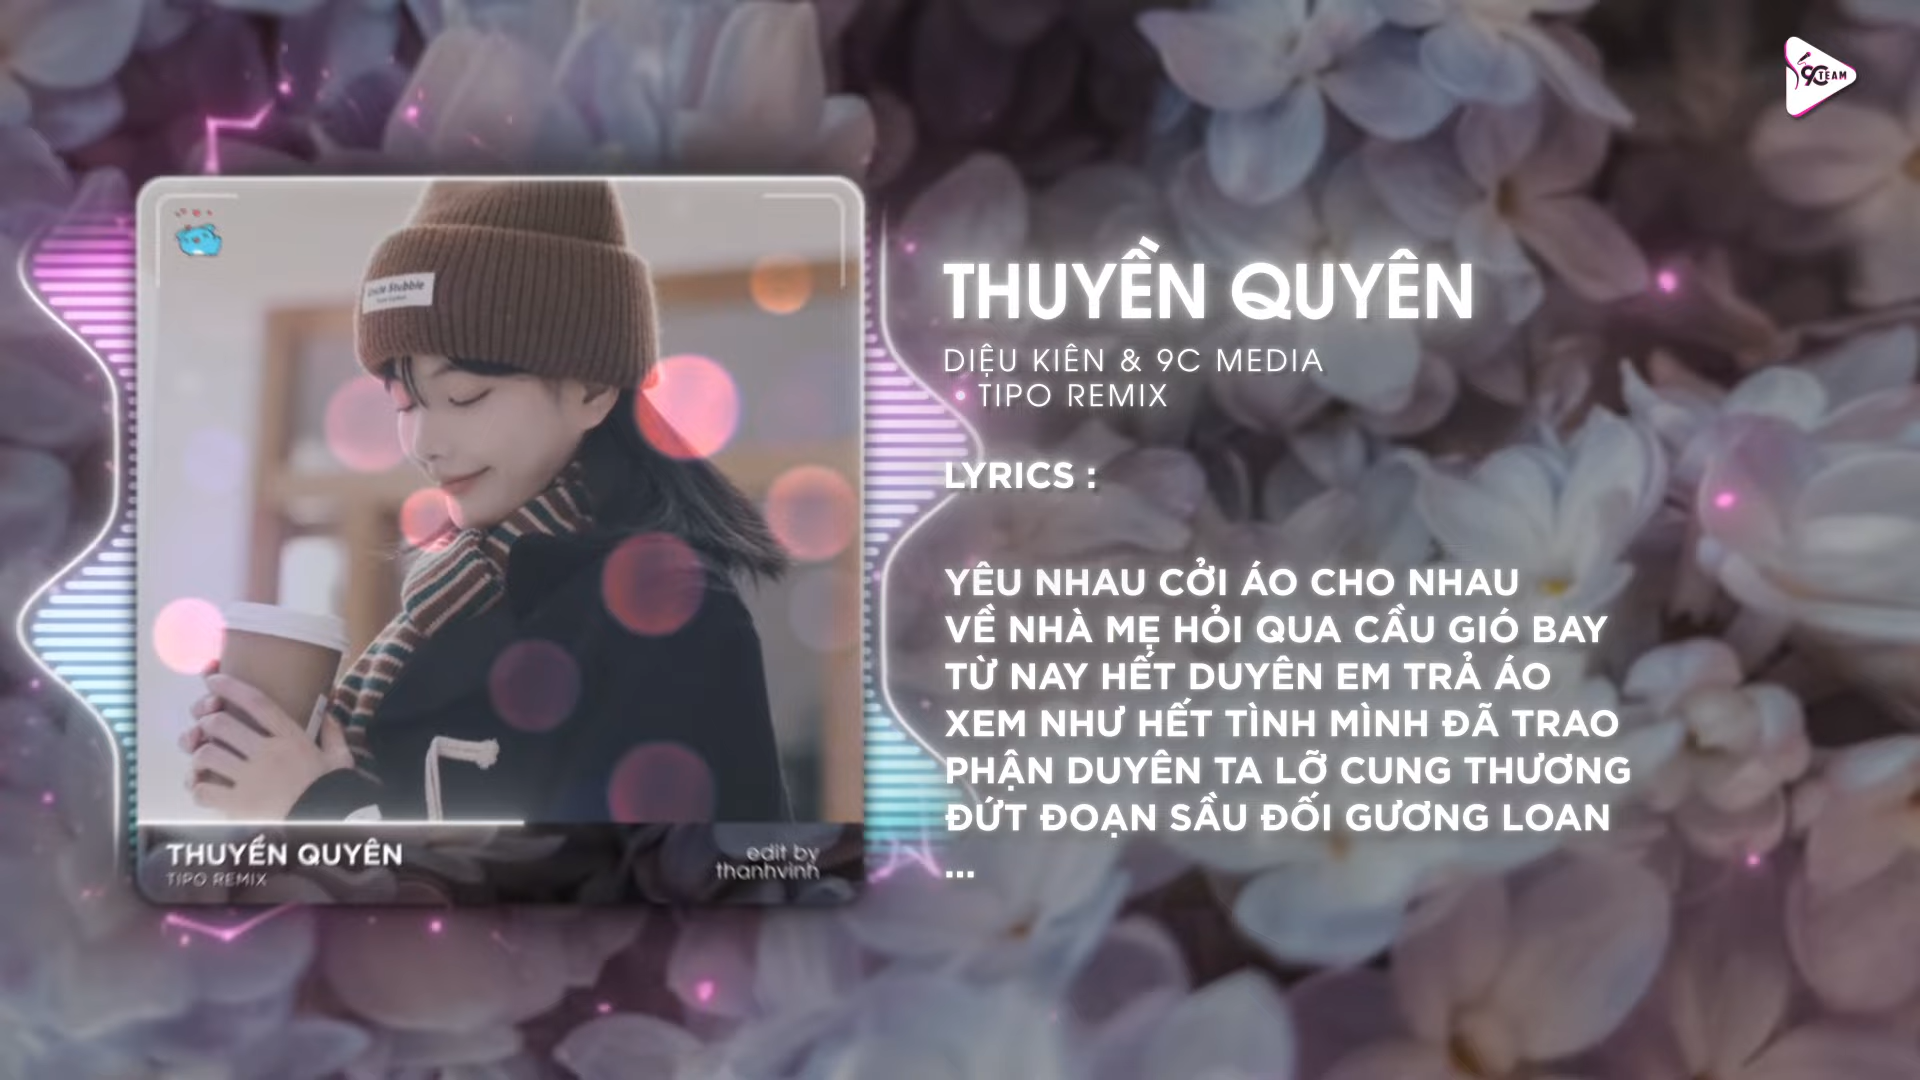 9C TEAM
Uncle Stubbie
THUYỀN QUYÊN
DIỆU KIÊN & 9C MEDIA
• TIPO REMIX
LYRICS :
YÊU NHAU CỞI ÁO CHO NHAU
VỀ NHÀ MẸ HỎI QUA CẦU GIÓ BAY
TỪ NAY HẾT DUYÊN EM TRẢ ÁO
XEM NHƯ HẾT TÌNH MÌNH ĐÃ TRAO
PHẬN DUYÊN TA LỠ CUNG THƯƠNG
ĐỨT ĐOẠN SẦU ĐỐI GƯƠNG LOAN
...
THUYỀN QUYÊN
TIPO REMIX
edit by
thanhvinh